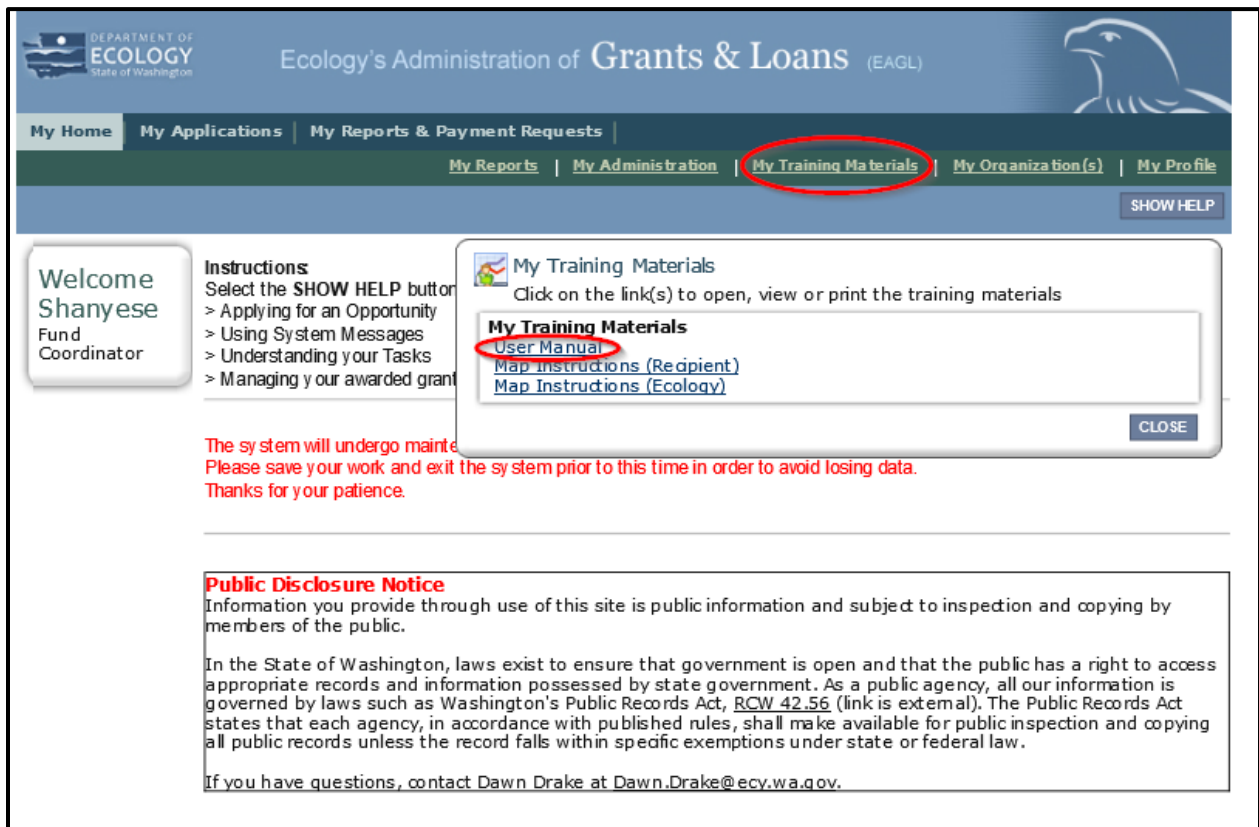 DEPARTMENT OF
ECOLOGY
State of Washington
Ecology's Administration of Grants & Loans (EAGL)
My Home | My Applications | My Reports & Payment Requests |
My Reports | My Administration | My Training Materials | My Organization(s) | My Profile
SHOW HELP
Welcome
Shanyese
Fund
Coordinator
Instructions:
Select the SHOW HELP button
> Applying for an Opportunity
> Using System Messages
> Understanding your Tasks
> Managing your awarded grant
My Training Materials
Click on the link(s) to open, view or print the training materials
My Training Materials
User Manual
Map Instructions (Recipient)
Map Instructions (Ecology)
CLOSE
The system will undergo mainte
Please save your work and exit the system prior to this time in order to avoid losing data.
Thanks for your patience.
Public Disclosure Notice
Information you provide through use of this site is public information and subject to inspection and copying by
members of the public.
In the State of Washington, laws exist to ensure that government is open and that the public has a right to access
appropriate records and information possessed by state government. As a public agency, all our information is
governed by laws such as Washington's Public Records Act, RCW 42.56 (link is external). The Public Records Act
states that each agency, in accordance with published rules, shall make available for public inspection and copying
all public records unless the record falls within specific exemptions under state or federal law.
If you have questions, contact Dawn Drake at Dawn.Drake@ecy.wa.gov.